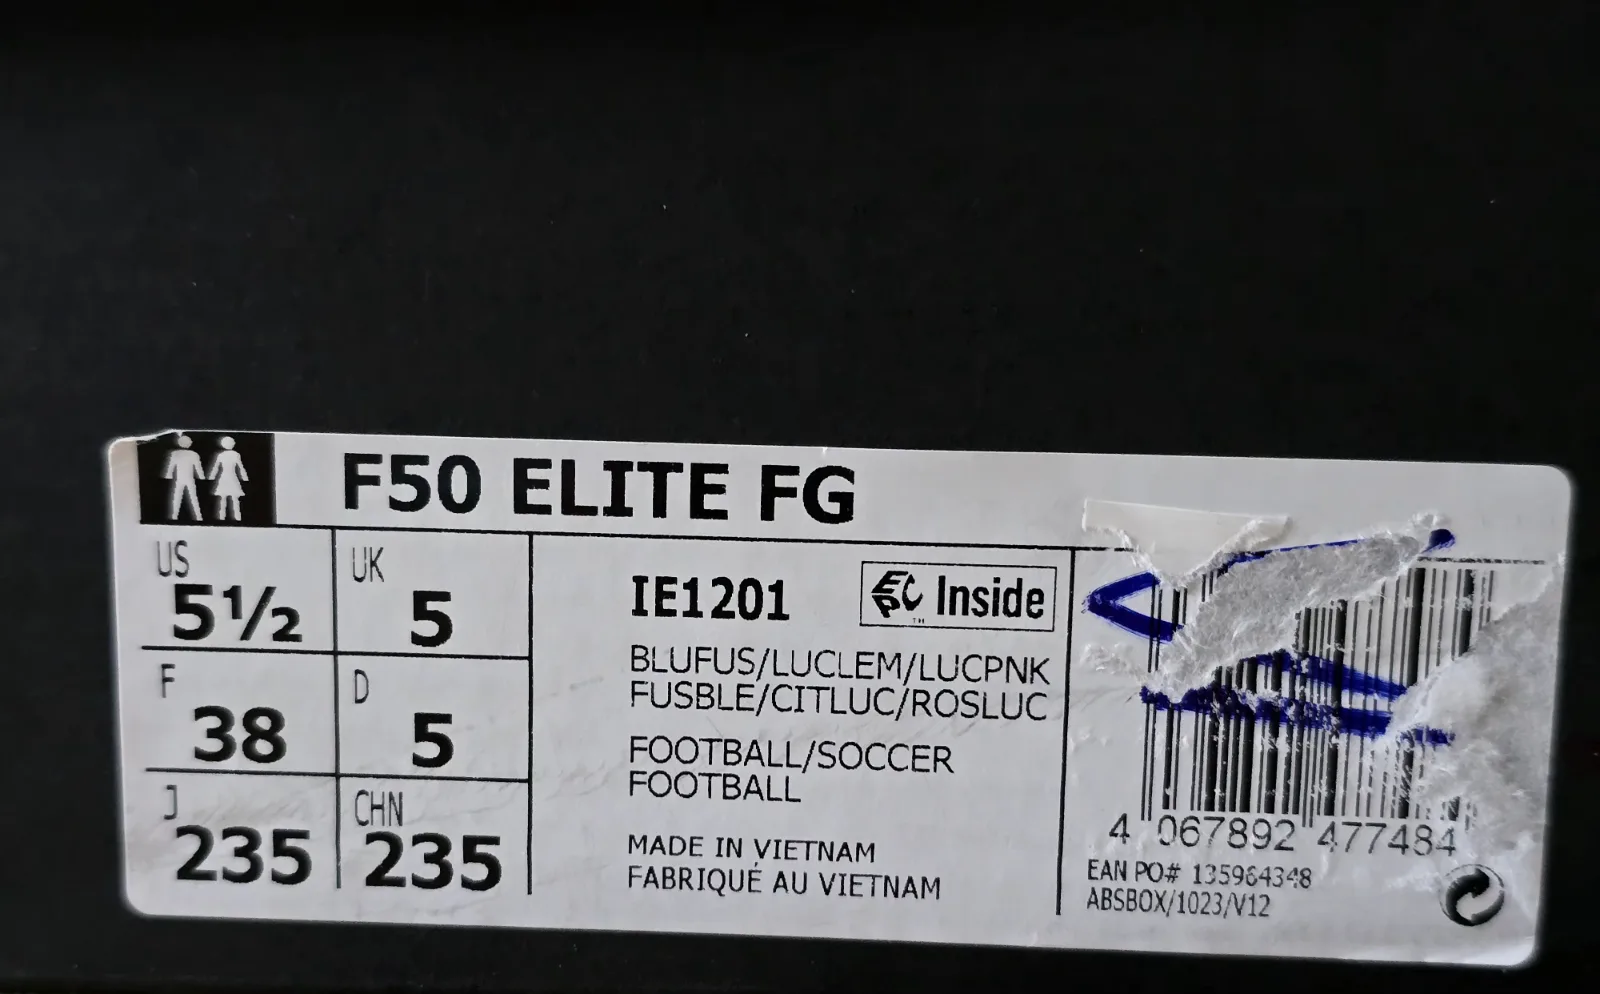 F50 ELITE FG
US
5½
UK
5
F
38
D
5
J
235
CHN
235
IE1201
EPC Inside
TM
BLUFUS/LUCLEM/LUCPNK
FUSBLE/CITLUC/ROSLUC
FOOTBALL/SOCCER
FOOTBALL
MADE IN VIETNAM
FABRIQUÉ AU VIETNAM
4 067892 477484
EAN PO# 135964348
ABSBOX/1023/V12